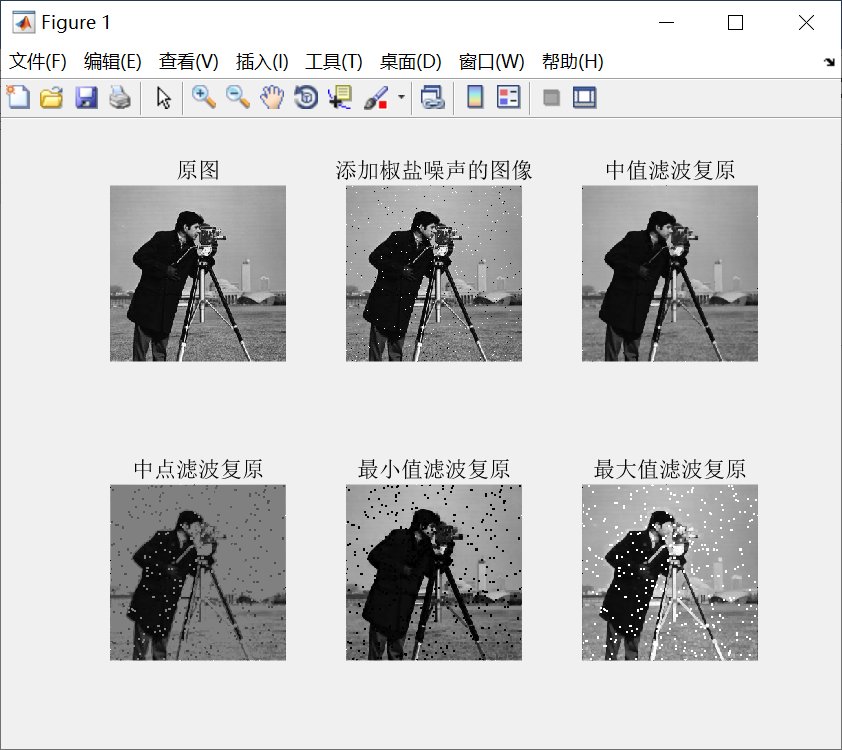 Figure 1
文件(F) 编辑(E) 查看(V) 插入(I) 工具(T) 桌面(D) 窗口(W) 帮助(H)
原图 添加椒盐噪声的图像 中值滤波复原
中点滤波复原 最小值滤波复原 最大值滤波复原